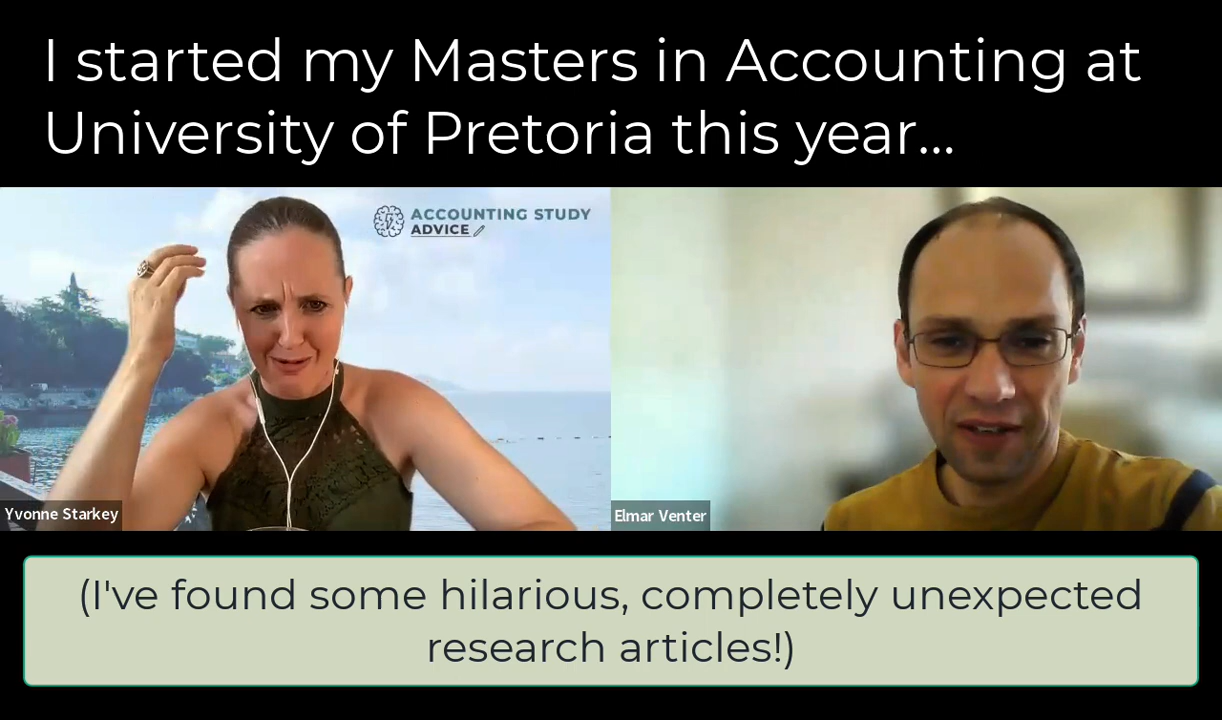 I started my Masters in Accounting at
University of Pretoria this year...
ACCOUNTING STUDY
ADVICE
Yvonne Starkey
Elmar Venter
(I've found some hilarious, completely unexpected
research articles!)